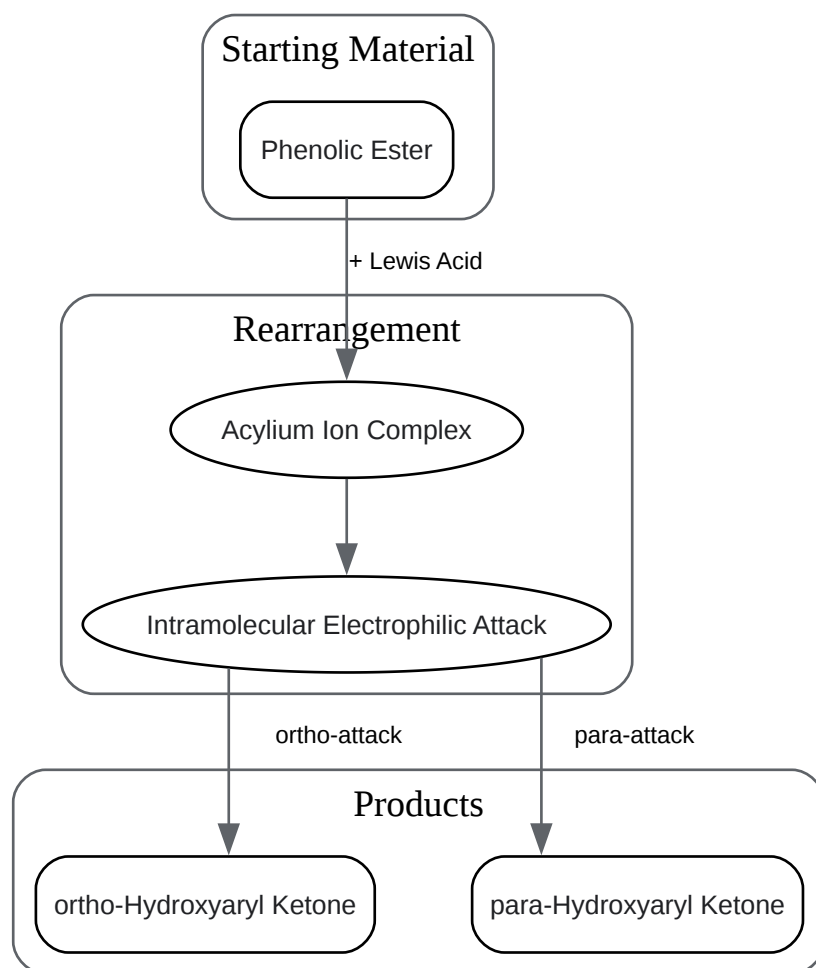 Starting Material
Phenolic Ester
+ Lewis Acid
Rearrangement
Acylium Ion Complex
Intramolecular Electrophilic Attack
ortho-attack
para-attack
Products
ortho-Hydroxyaryl Ketone
para-Hydroxyaryl Ketone